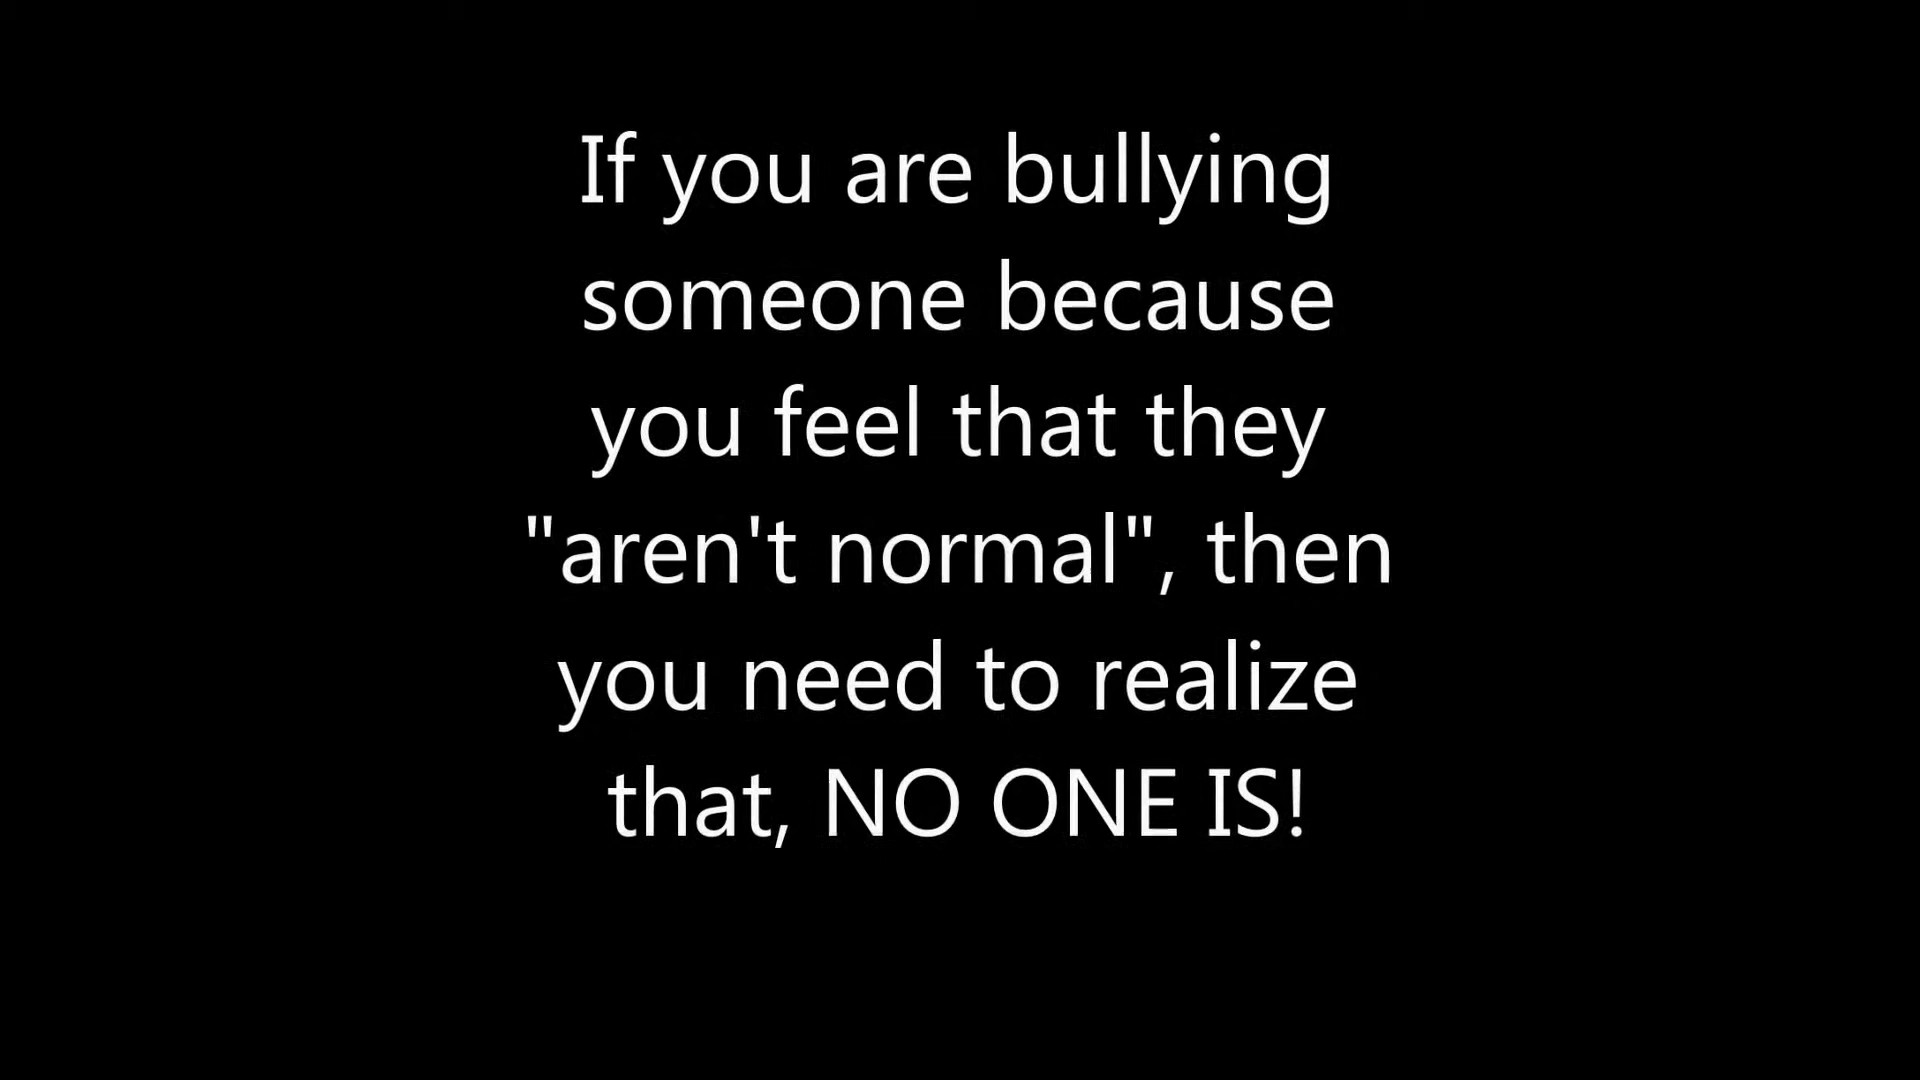 If you are bullying
someone because
you feel that they
"aren't normal", then
you need to realize
that, NO ONE IS!